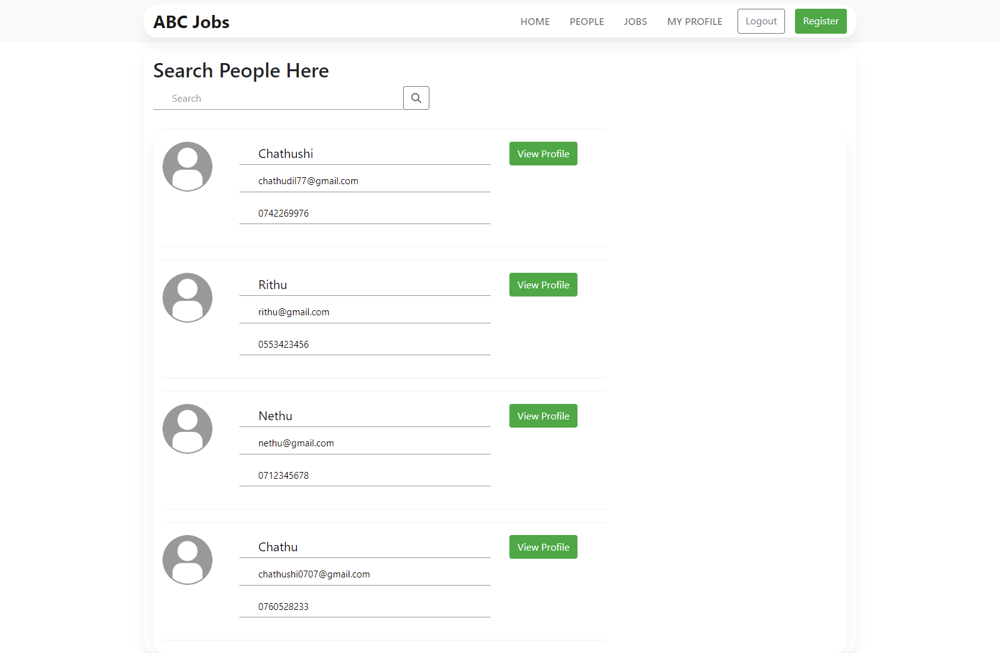 ABC Jobs HOME PEOPLE JOBS MY PROFILE Logout Register
Search People Here
Search
Chathushi View Profile
chathudil77@gmail.com
0742269976
Rithu View Profile
rithu@gmail.com
0553423456
Nethu View Profile
nethu@gmail.com
0712345678
Chathu View Profile
chathushi0707@gmail.com
0760528233